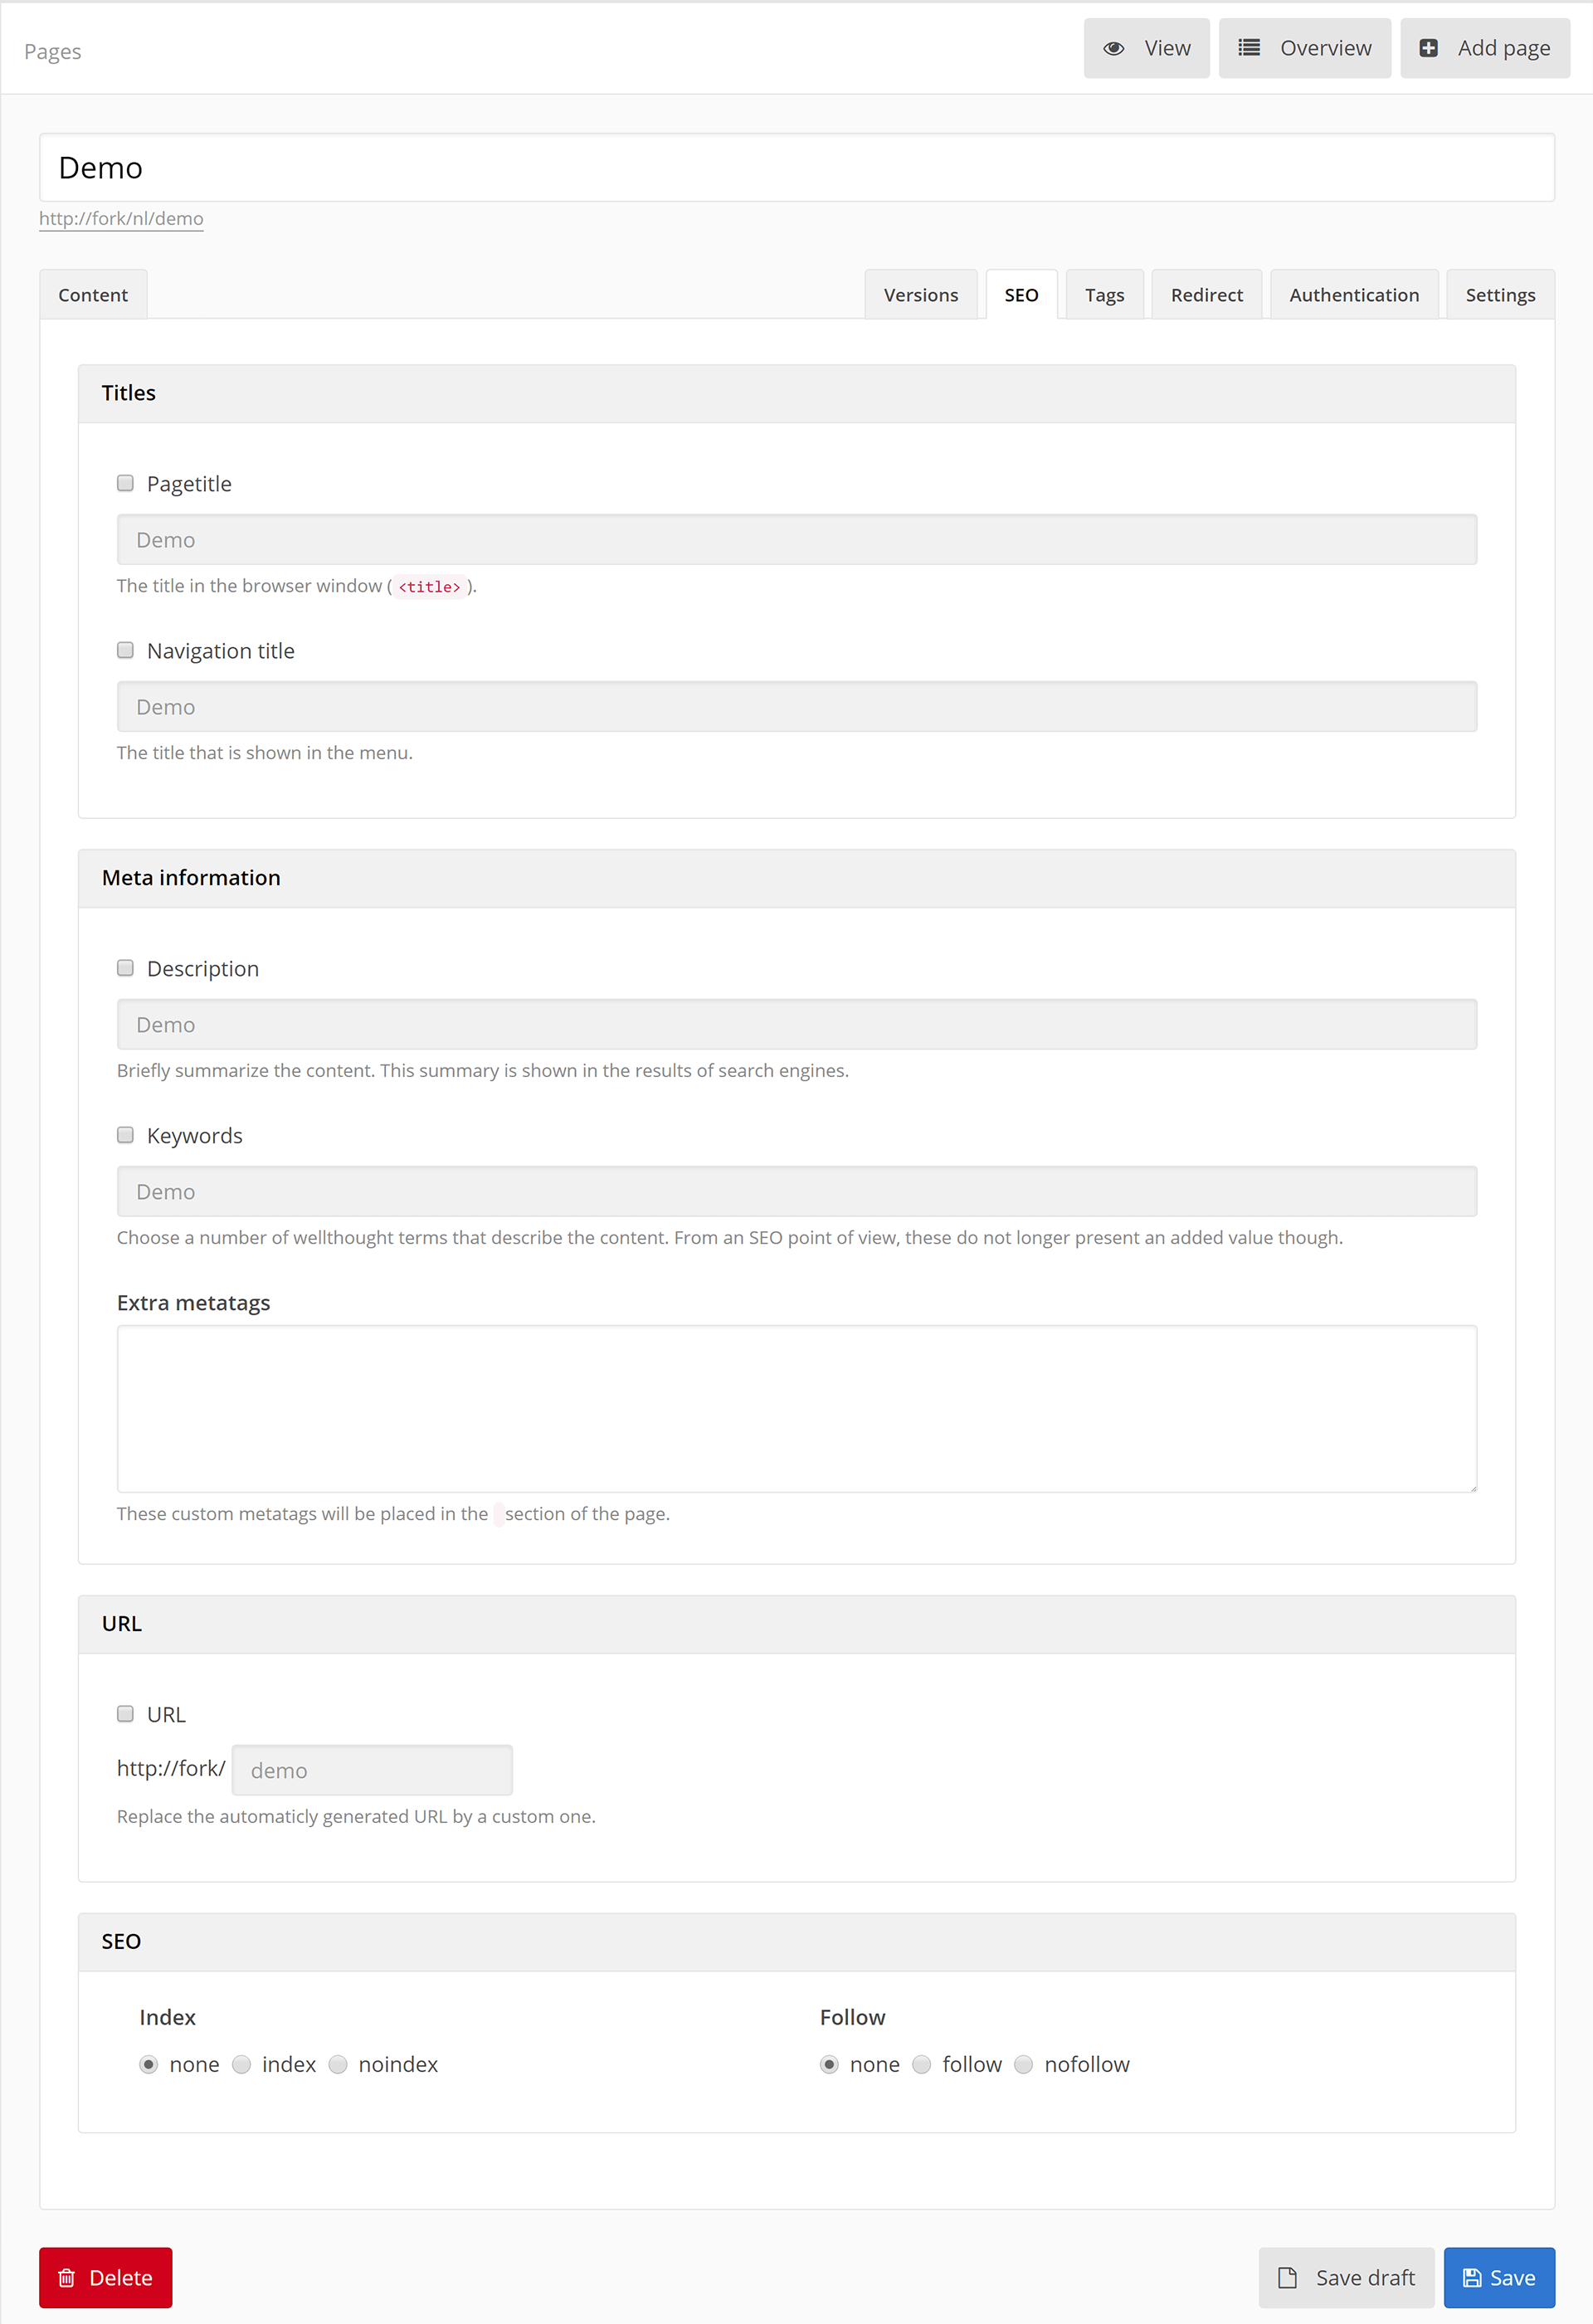 Pages
View Overview Add page
Demo
http://fork/nl/demo
Content Versions SEO Tags Redirect Authentication Settings
Titles
Pagetitle
Demo
The title in the browser window ( <title> ).
Navigation title
Demo
The title that is shown in the menu.
Meta information
Description
Demo
Briefly summarize the content. This summary is shown in the results of search engines.
Keywords
Demo
Choose a number of wellthought terms that describe the content. From an SEO point of view, these do not longer present an added value though.
Extra metatags
These custom metatags will be placed in the section of the page.
URL
URL
http://fork/ demo
Replace the automaticly generated URL by a custom one.
SEO
Index Follow
none index noindex none follow nofollow
Delete Save draft Save